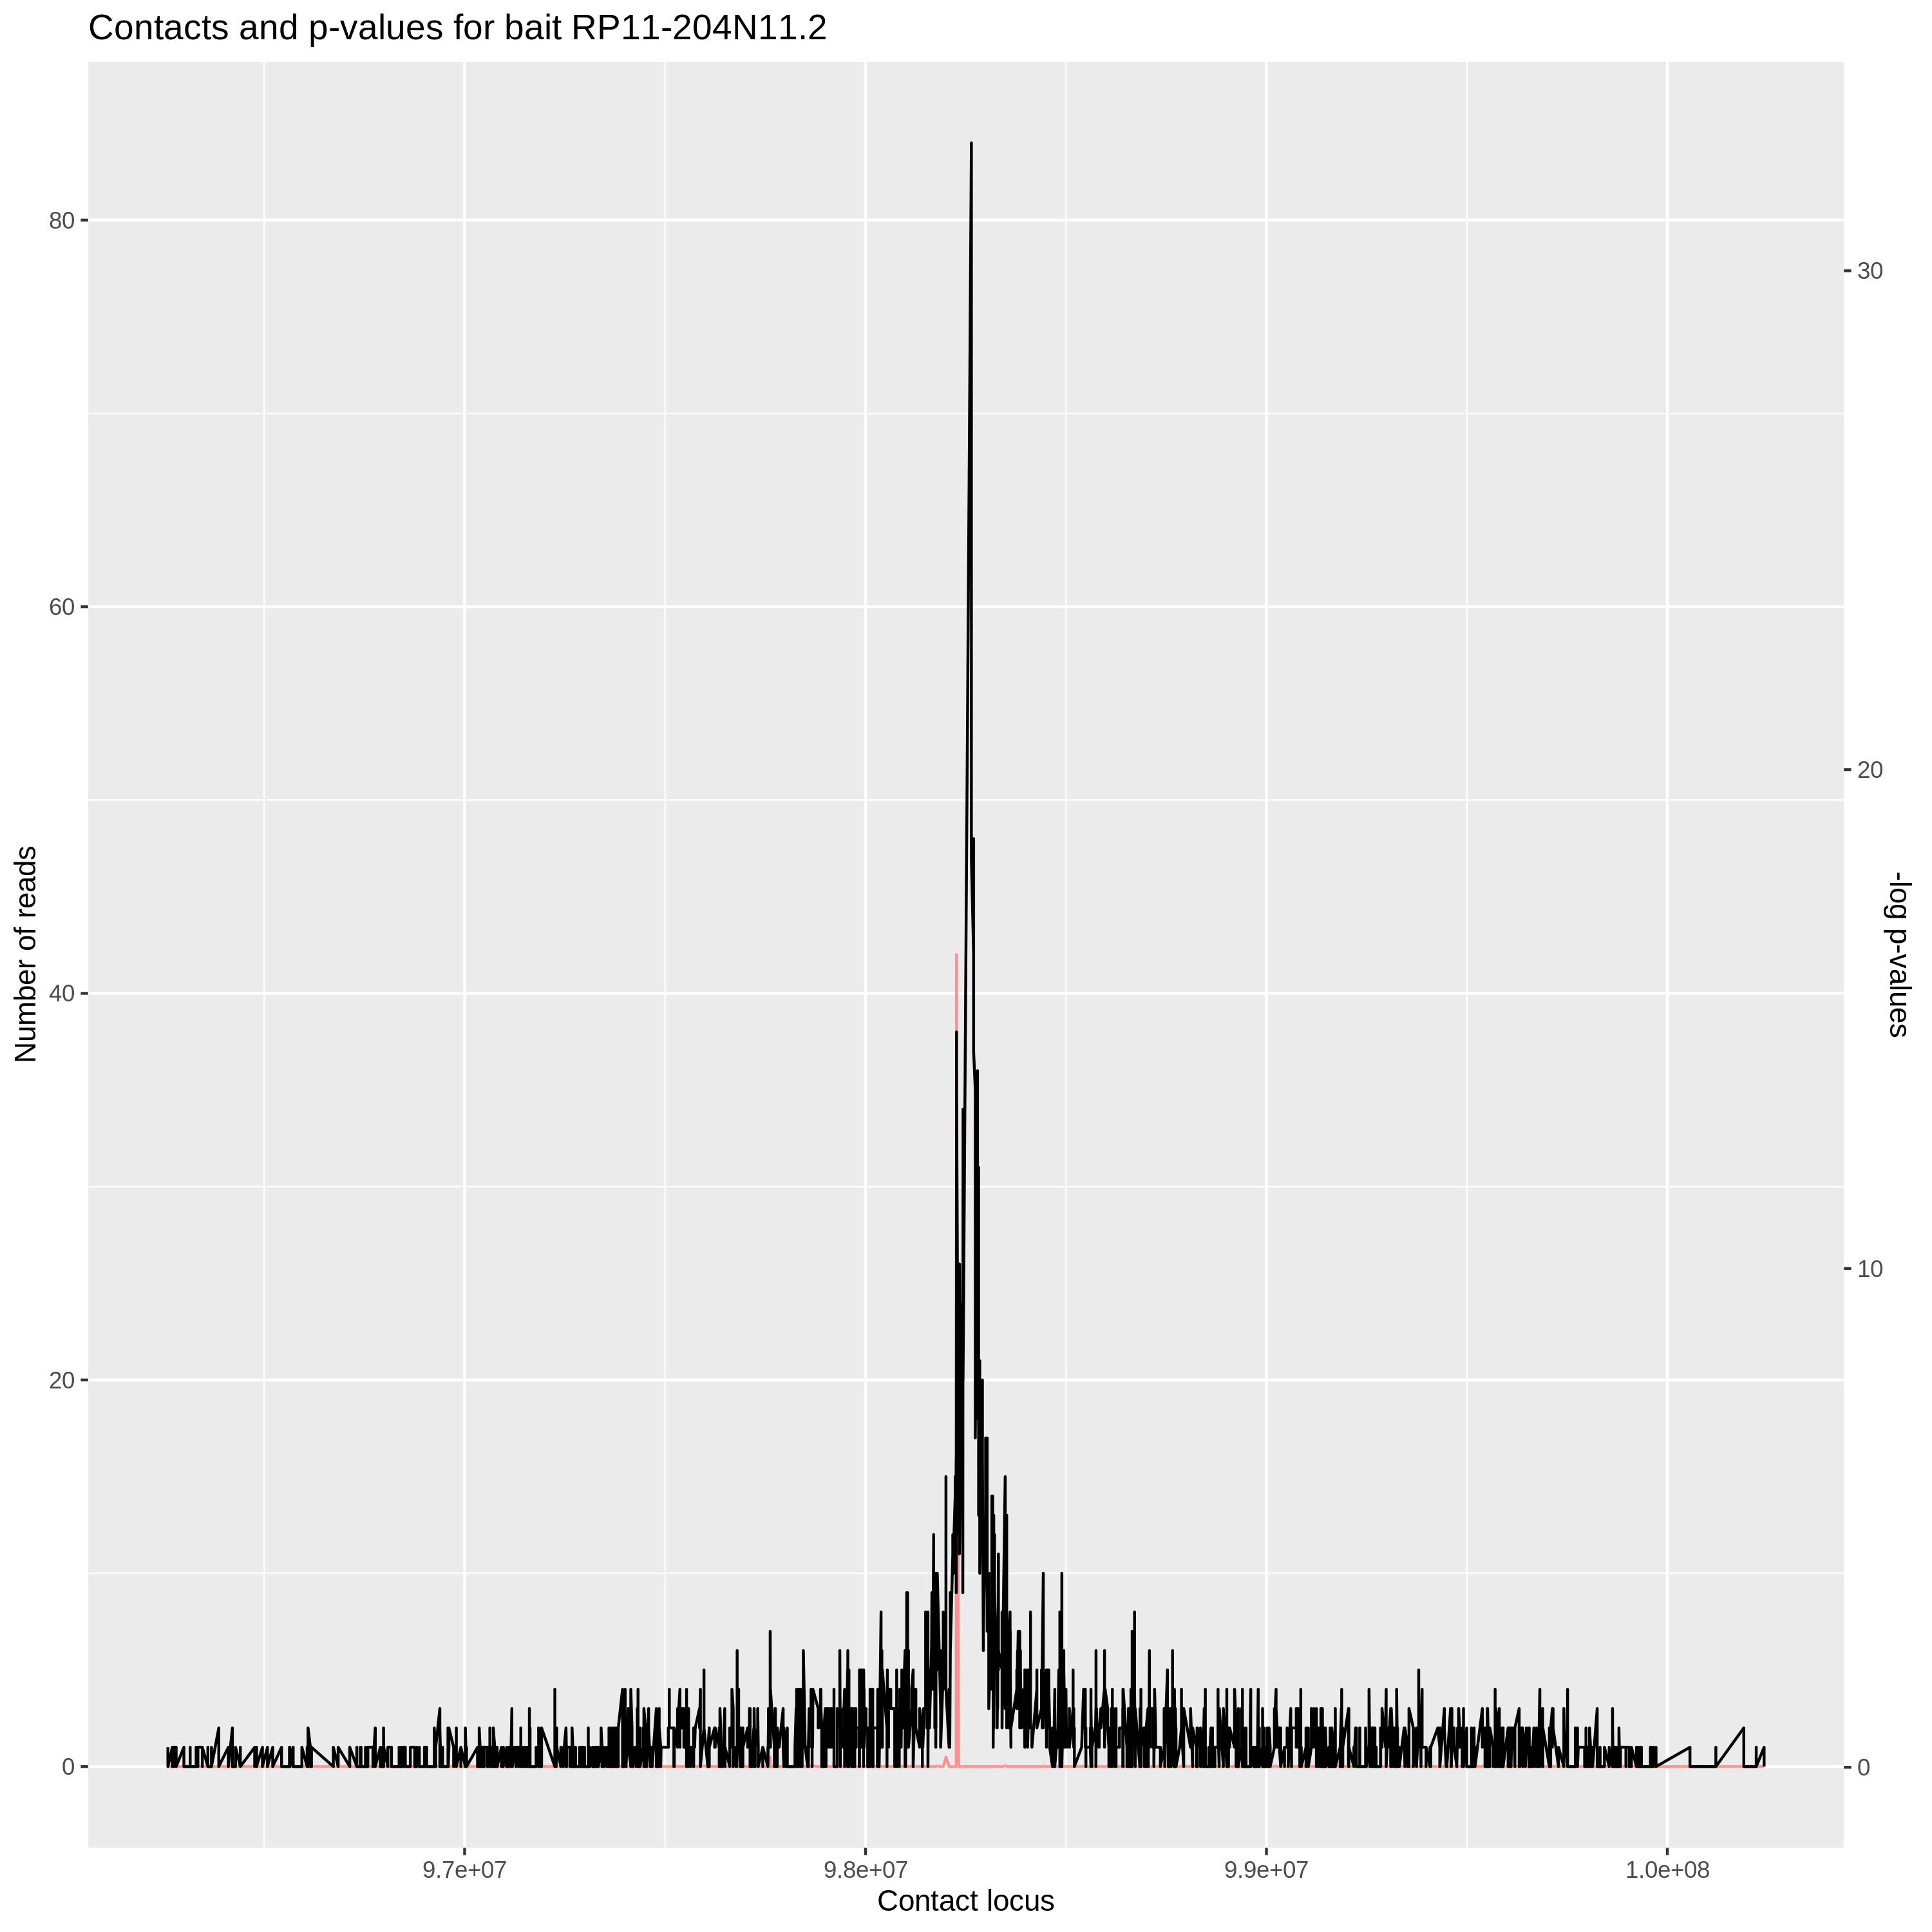 Contacts and p-values for bait RP11-204N11.2
80
60
40
20
0
30
20
10
0
Number of reads
-log p-values
9.7e+07
9.8e+07
9.9e+07
1.0e+08
Contact locus